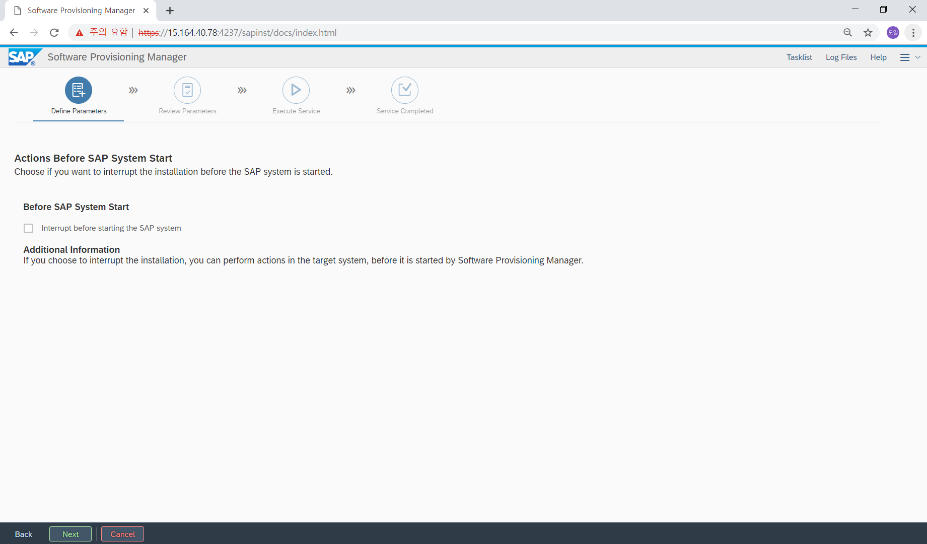 Software Provisioning Manager
주의 요함 | https://15.164.40.78:4237/sapinst/docs/index.html
SAP Software Provisioning Manager Tasklist Log Files Help
Define Parameters Review Parameters Execute Service Service Completed
Actions Before SAP System Start
Choose if you want to interrupt the installation before the SAP system is started.
Before SAP System Start
Interrupt before starting the SAP system
Additional Information
If you choose to interrupt the installation, you can perform actions in the target system, before it is started by Software Provisioning Manager.
Back Next Cancel